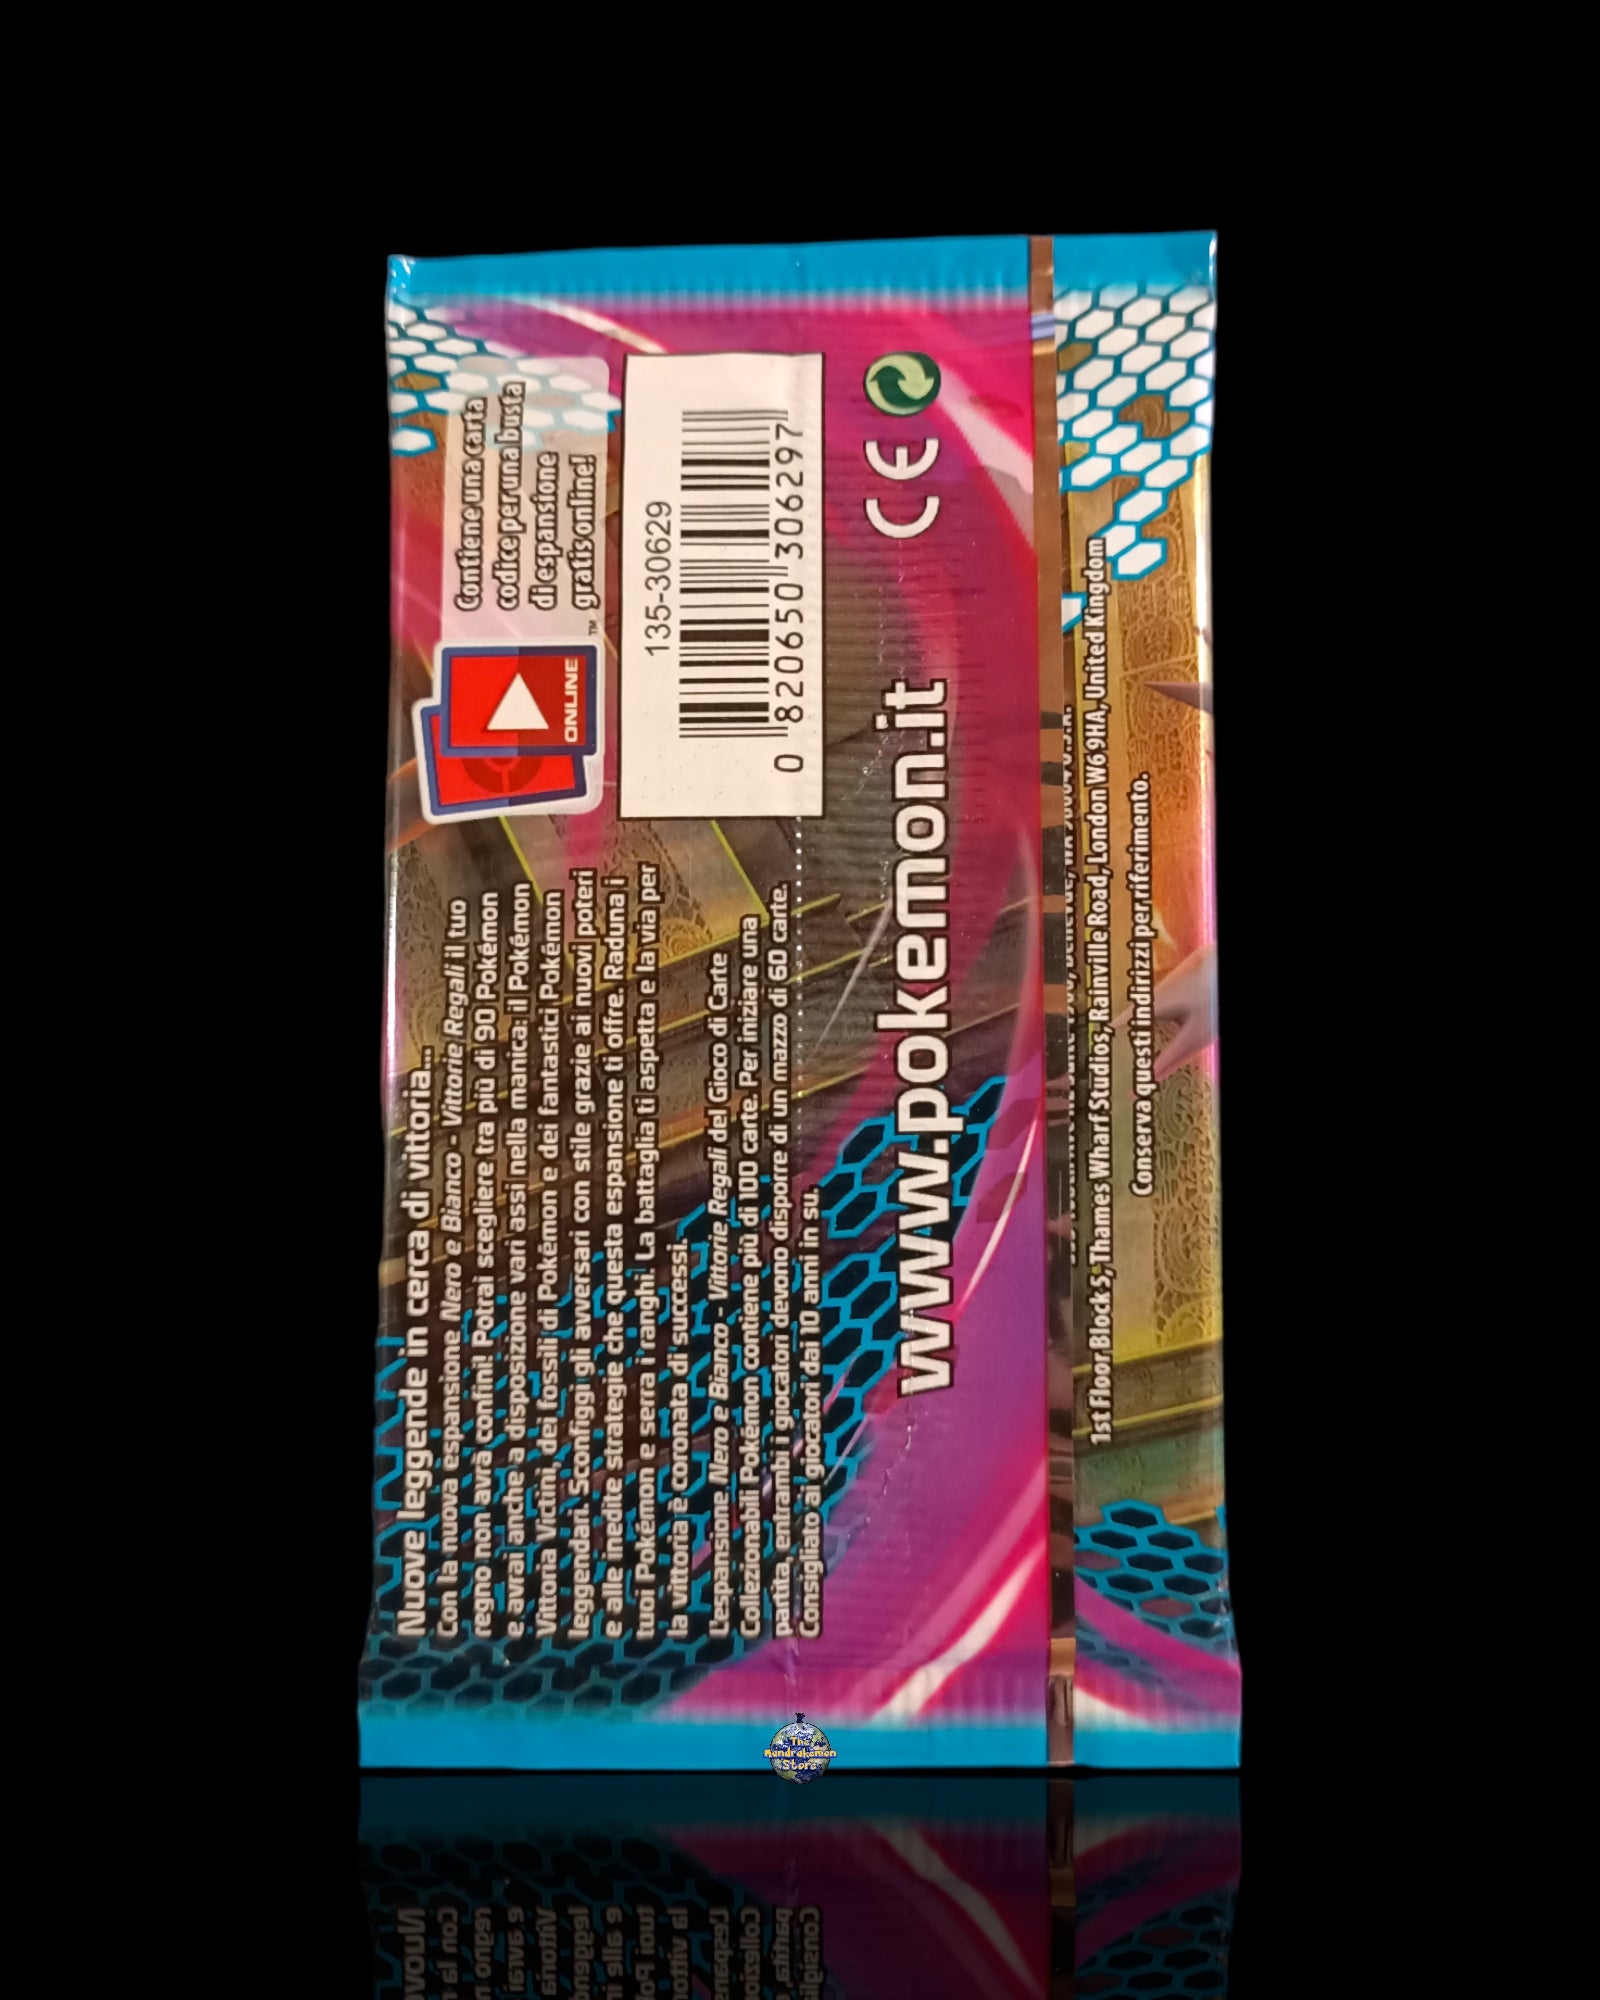 Nuove leggende in cerca di vittoria...
Con la nuova espansione Nero e Bianco - Vittorie Regali il tuo
regno non avrà confini! Potrai scegliere tra più di 90 Pokémon
e avrai anche a disposizione vari assi nella manica: il Pokémon
Vittoria Victini, dei fossili di Pokémon e dei fantastici Pokémon
leggendari. Sconfiggi gli avversari con stile grazie ai nuovi poteri
e alle inedite strategie che questa espansione ti offre. Raduna i
tuoi Pokémon e serra i ranghi. La battaglia ti aspetta e la via per
la vittoria è coronata di successi.
L'espansione Nero e Bianco - Vittorie Regali del Gioco di Carte
Collezionabili Pokémon contiene più di 100 carte. Per iniziare una
partita, entrambi i giocatori devono disporre di un mazzo di 60 carte.
Consigliato ai giocatori dai 10 anni in su.
ONLINE
TM
Contiene una carta
codice per una busta
di espansione
gratis online!
135-30629
0 820650 306297
www.pokemon.it
CE
1st Floor Block 5, Thames Wharf Studios, Rainville Road, London W6 9HA, United Kingdom
Conserva questi indirizzi per riferimento.
The
Mandrakemon
Store